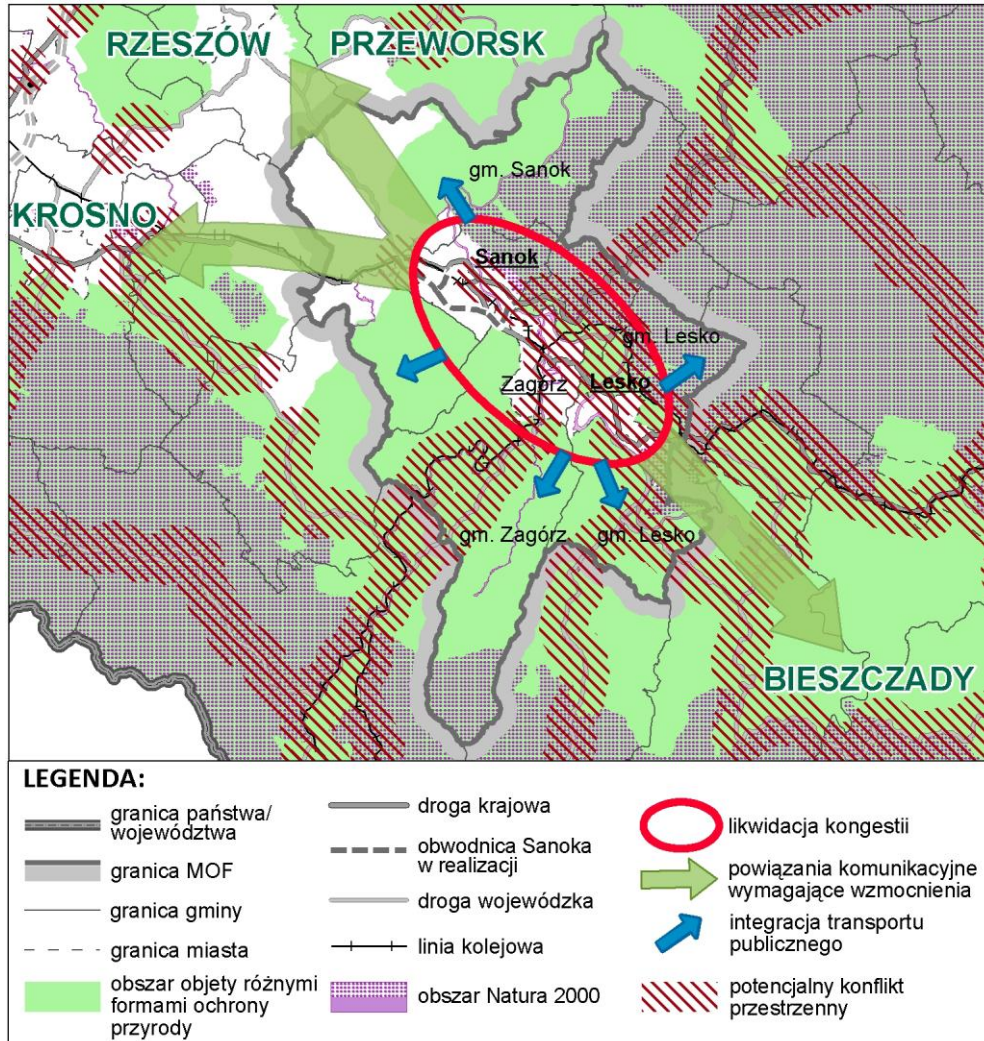 RZESZÓW PRZEWORSK
gm. Sanok
KROSNO
Sanok
gm. Lesko
Zagórz Lesko
gm. Zagórz gm. Lesko
BIESZCZADY
LEGENDA:
granica państwa/
województwa
granica MOF
granica gminy
granica miasta
obszar objety różnymi
formami ochrony
przyrody
droga krajowa
obwodnica Sanoka
w realizacji
droga wojewódzka
linia kolejowa
obszar Natura 2000
likwidacja kongestii
powiązania komunikacyjne
wymagające wzmocnienia
integracja transportu
publicznego
potencjalny konflikt
przestrzenny